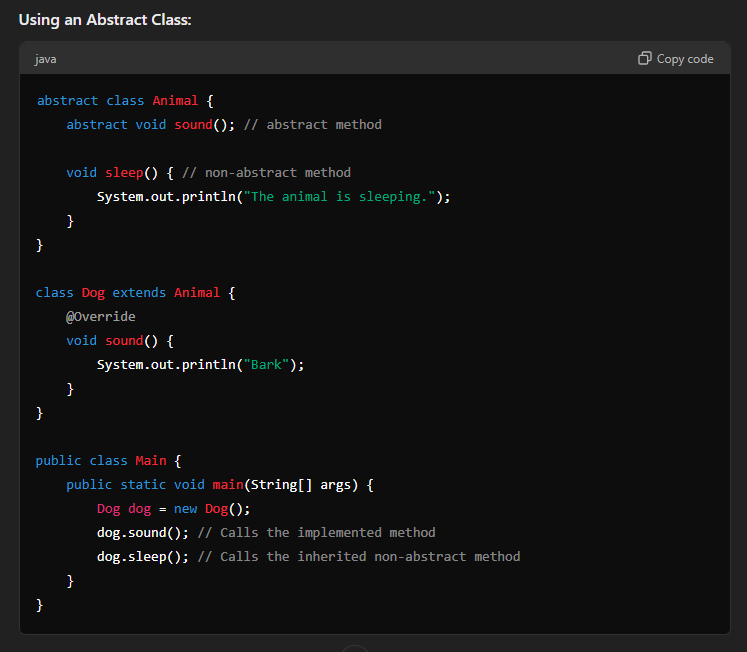 Using an Abstract Class:
java
Copy code
abstract class Animal {
    abstract void sound(); // abstract method

    void sleep() { // non-abstract method
        System.out.println("The animal is sleeping.");
    }
}

class Dog extends Animal {
    @Override
    void sound() {
        System.out.println("Bark");
    }
}

public class Main {
    public static void main(String[] args) {
        Dog dog = new Dog();
        dog.sound(); // Calls the implemented method
        dog.sleep(); // Calls the inherited non-abstract method
    }
}